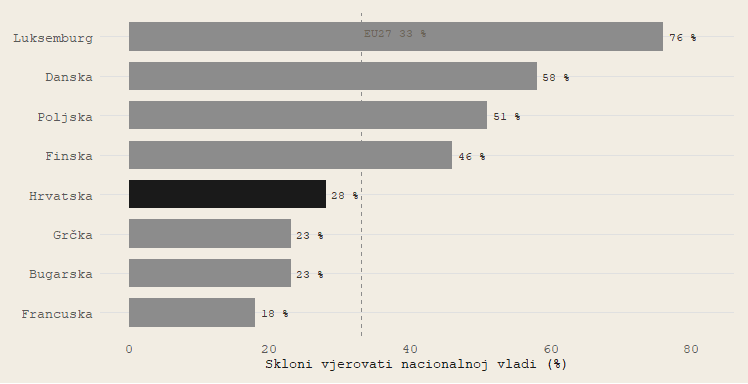 EU27 33 %
Luksemburg 76 %
Danska 58 %
Poljska 51 %
Finska 46 %
Hrvatska 28 %
Grčka 23 %
Bugarska 23 %
Francuska 18 %
0 20 40 60 80
Skloni vjerovati nacionalnoj vladi (%)